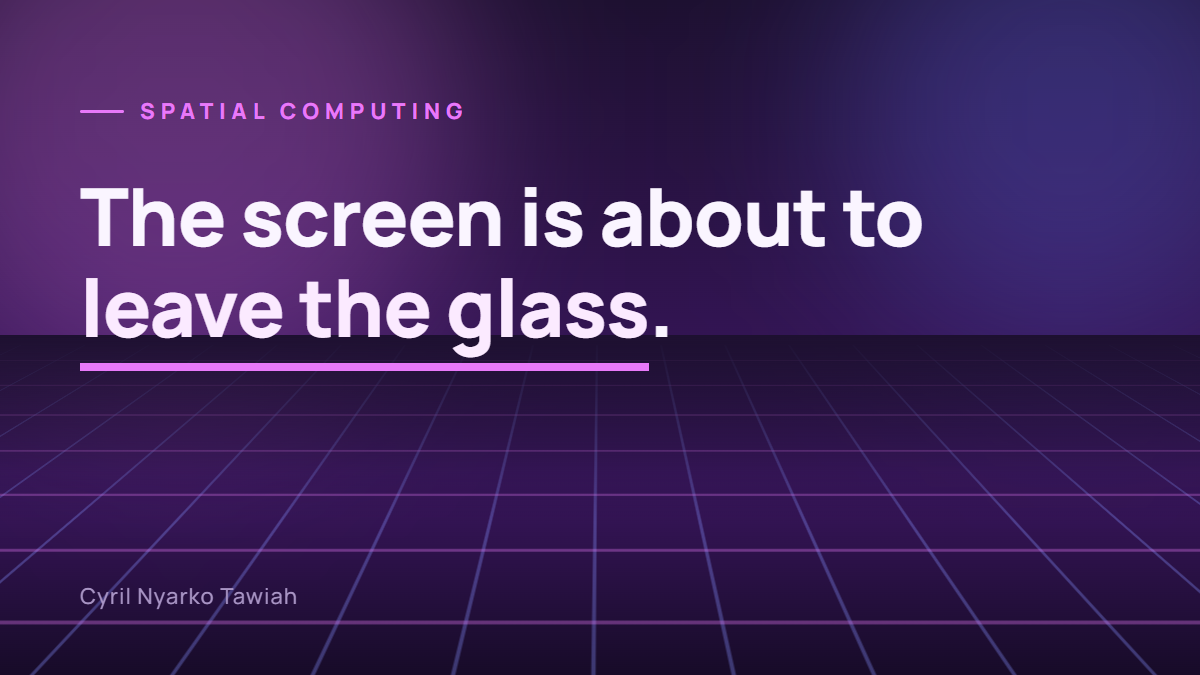 SPATIAL COMPUTING
The screen is about to
leave the glass.
Cyril Nyarko Tawiah